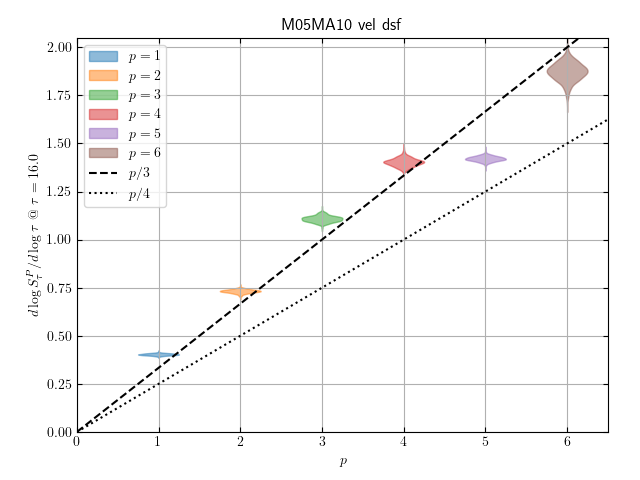 M05MA10 vel dsf
2.00
1.75
1.50
1.25
1.00
0.75
0.50
0.25
0.00
d log S_τ^P / d log τ @ τ = 16.0
p = 1
p = 2
p = 3
p = 4
p = 5
p = 6
p/3
p/4
0 1 2 3 4 5 6
p